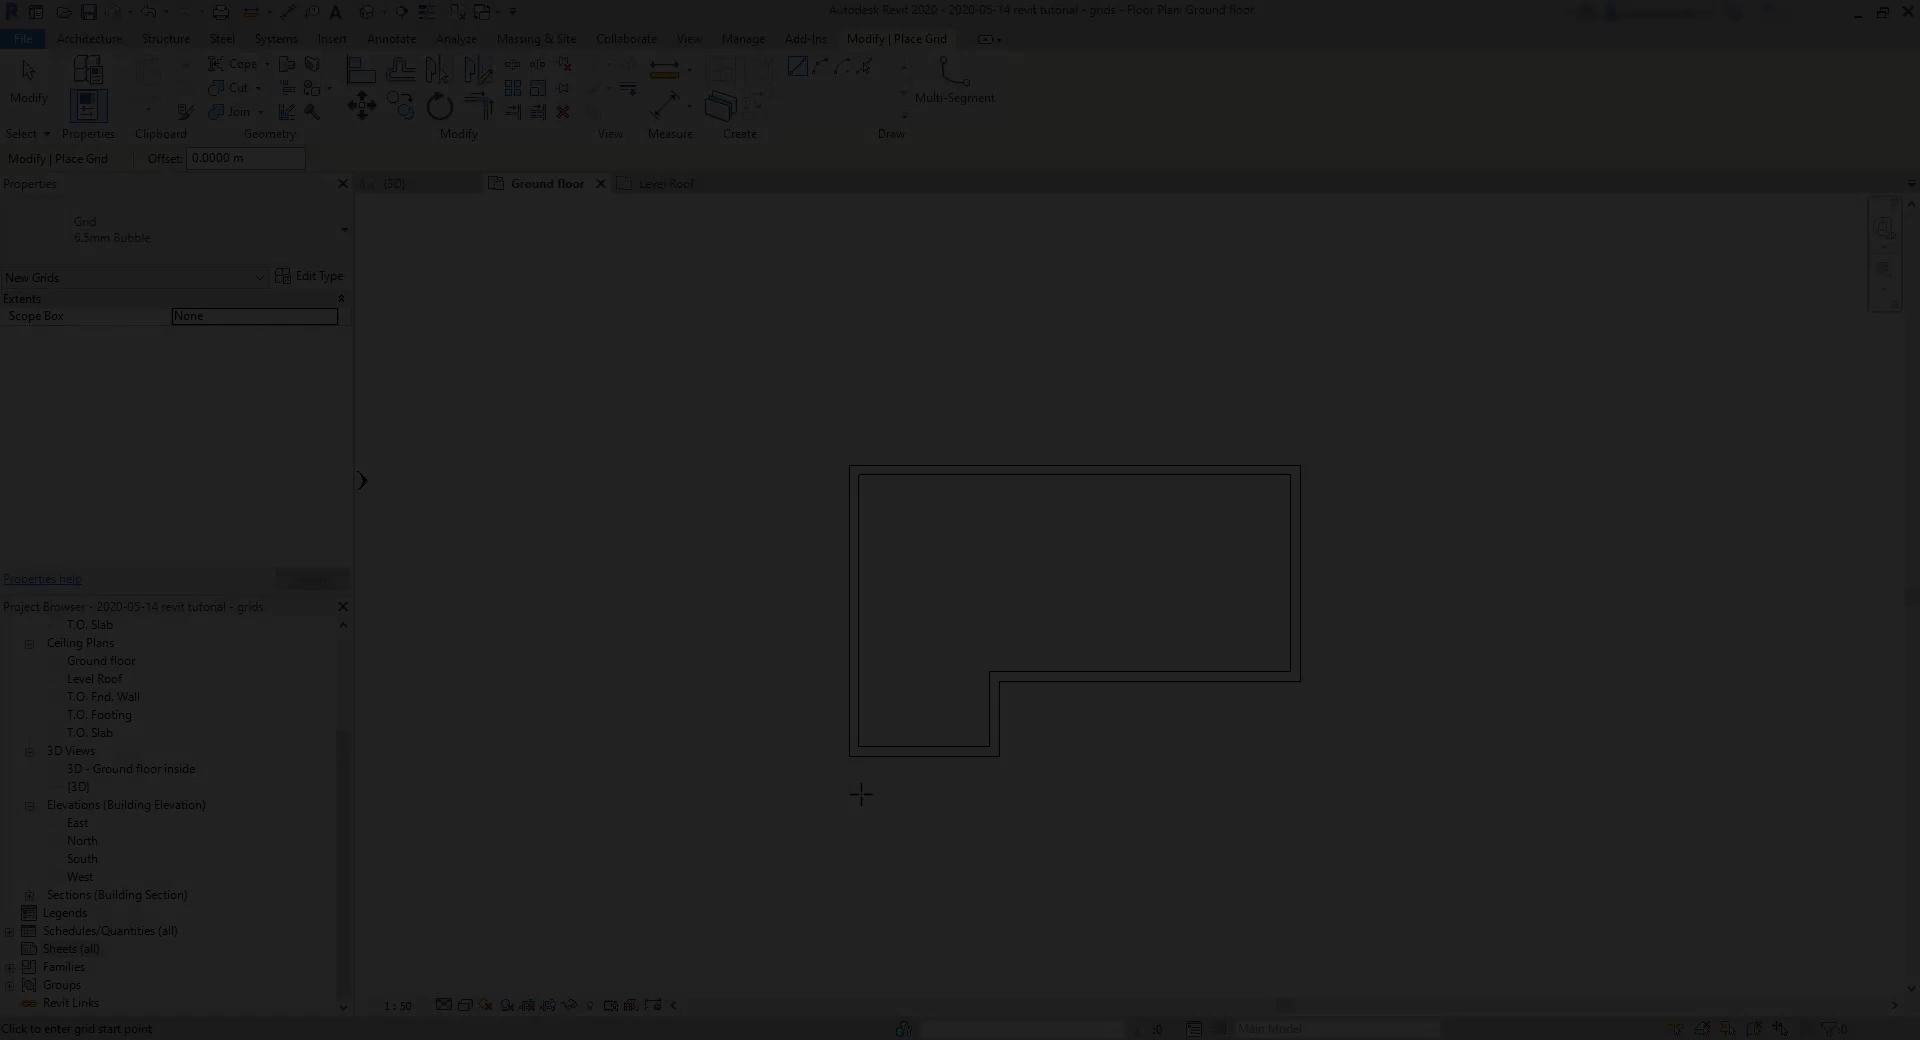 Autodesk Revit 2020 - 2020-05-14 revit tutorial - grids - Floor Plan: Ground floor
File Architecture Structure Steel Systems Insert Annotate Analyze Massing & Site Collaborate View Manage Add-Ins Modify | Place Grid
Modify
Cope
Cut
Join
Multi-Segment
Select Properties Clipboard Geometry Modify View Measure Create Draw
Modify | Place Grid Offset: 0.0000 m
Properties
{3D} Ground floor Level Roof
Grid
6.5mm Bubble
New Grids Edit Type
Extents
Scope Box None
Properties help
Project Browser - 2020-05-14 revit tutorial - grids
T.O. Slab
Ceiling Plans
Ground floor
Level Roof
T.O. Fnd. Wall
T.O. Footing
T.O. Slab
3D Views
3D - Ground floor inside
{3D}
Elevations (Building Elevation)
East
North
South
West
Sections (Building Section)
Legends
Schedules/Quantities (all)
Sheets (all)
Families
Groups
Revit Links
1 : 50
Click to enter grid start point
:0
Main Model
:0